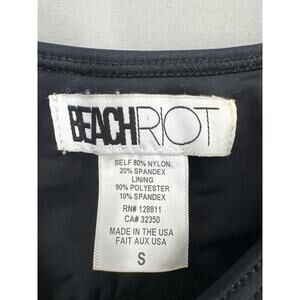 BEACHRIOT
SELF 80% NYLON
20% SPANDEX
LINING
90% POLYESTER
10% SPANDEX
RN# 128811
CA# 32350
MADE IN THE USA
FAIT AUX USA
S